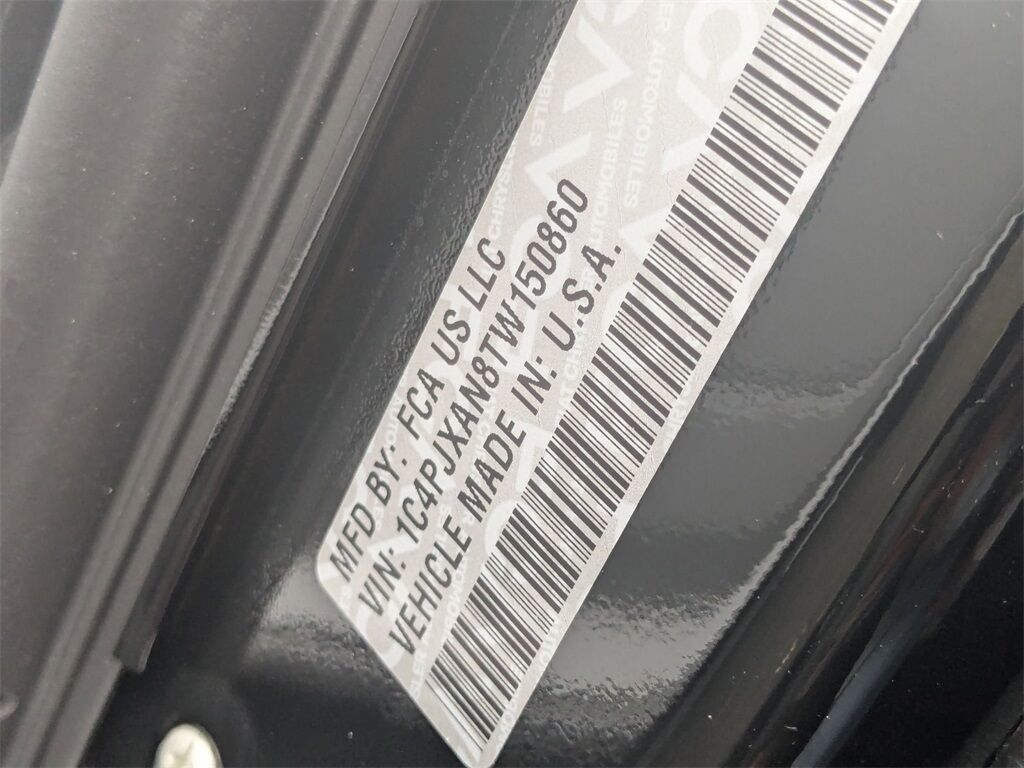 MFD BY: FCA US LLC
VIN: 1C4PJXAN8TW150860
VEHICLE MADE IN: U.S.A.